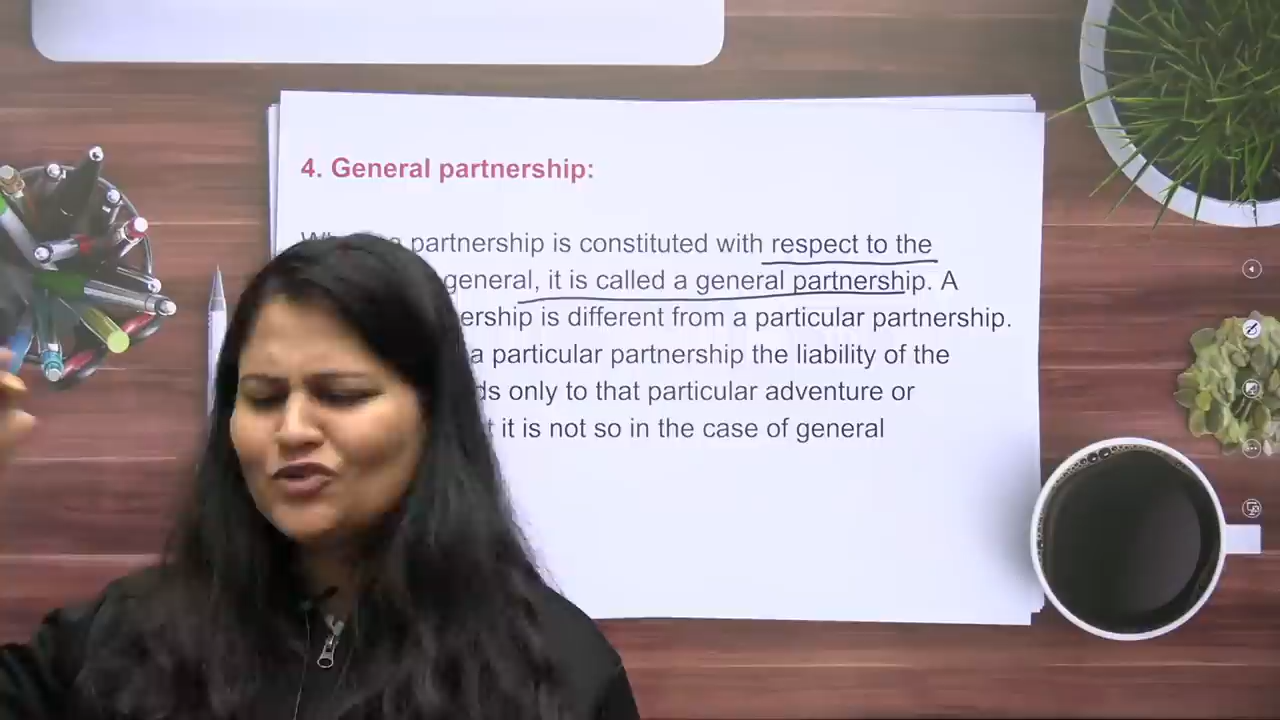 4. General partnership:
a partnership is constituted with respect to the
general, it is called a general partnership. A
is different from a particular partnership.
a particular partnership the liability of the
only to that particular adventure or
it is not so in the case of general